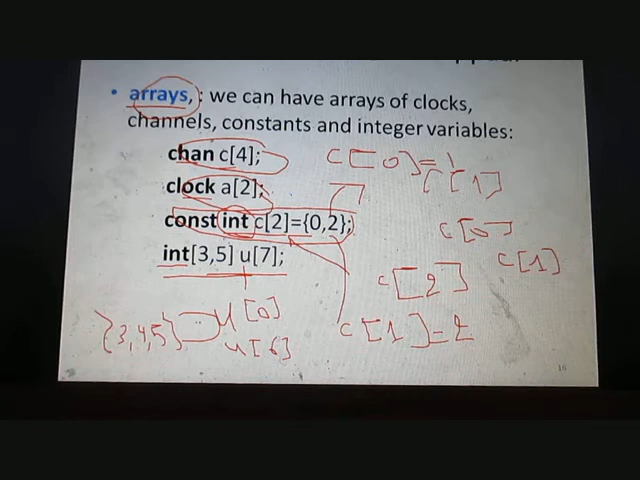 • arrays, : we can have arrays of clocks,
channels, constants and integer variables:
chan c[4];
clock a[2];
const int c[2]={0,2};
int[3,5] u[7];
c[0]=
c[1]
c[0]
c[1]
c[2]
c[1]=2
{3,4,5}
u[0]
u[6]
16